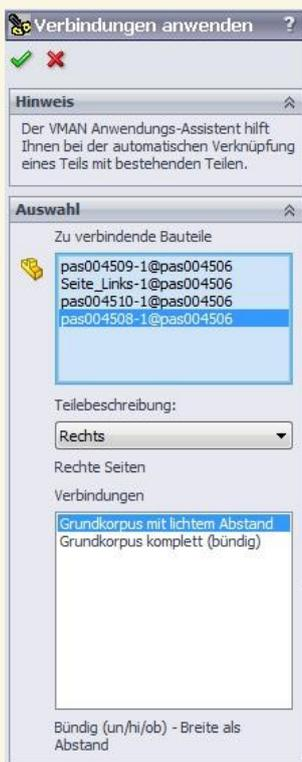 Verbindungen anwenden ?
Hinweis
Der VMAN Anwendungs-Assistent hilft
Ihnen bei der automatischen Verknüpfung
eines Teils mit bestehenden Teilen.
Auswahl
Zu verbindende Bauteile
pas004509-1@pas004506
Seite_Links-1@pas004506
pas004510-1@pas004506
pas004508-1@pas004506
Teilebeschreibung:
Rechts
Rechte Seiten
Verbindungen
Grundkorpus mit lichtem Abstand
Grundkorpus komplett (bündig)
Bündig (un/hi/ob) - Breite als
Abstand